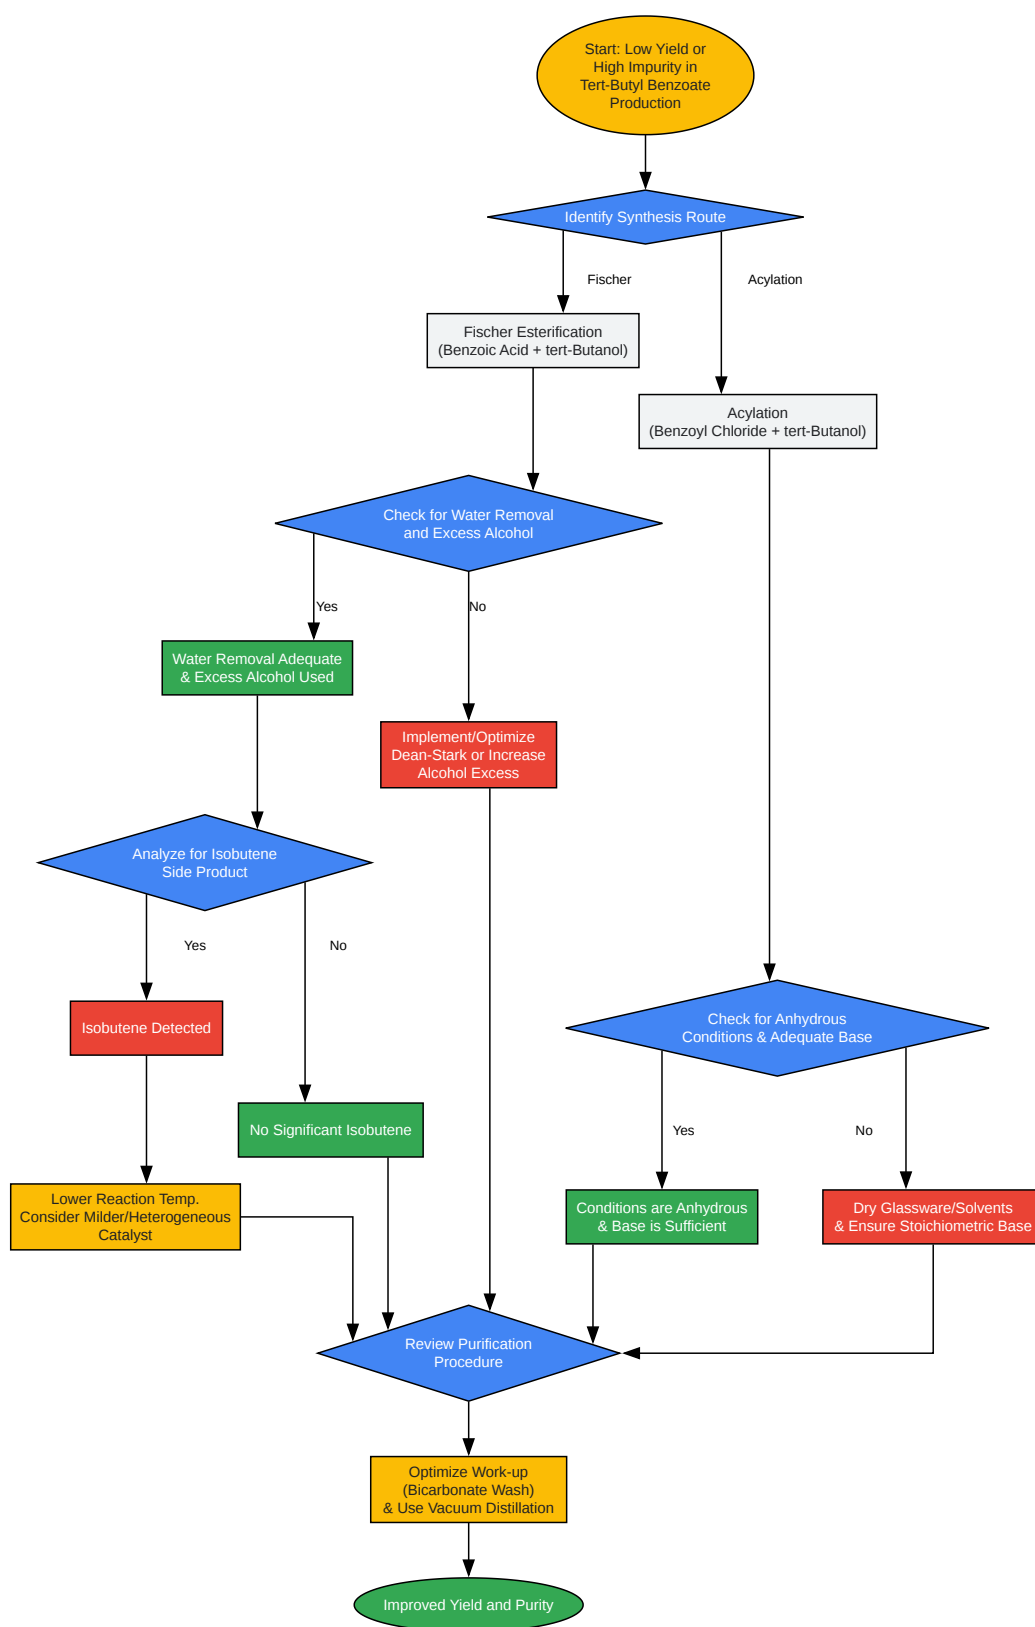 Start: Low Yield or
High Impurity in
Tert-Butyl Benzoate
Production
Identify Synthesis Route
Fischer
Acylation
Fischer Esterification
(Benzoic Acid + tert-Butanol)
Acylation
(Benzoyl Chloride + tert-Butanol)
Check for Water Removal
and Excess Alcohol
Yes
No
Water Removal Adequate
& Excess Alcohol Used
Implement/Optimize
Dean-Stark or Increase
Alcohol Excess
Analyze for Isobutene
Side Product
Yes
No
Isobutene Detected
Check for Anhydrous
Conditions & Adequate Base
No Significant Isobutene
Yes
No
Lower Reaction Temp.
Consider Milder/Heterogeneous
Catalyst
Conditions are Anhydrous
& Base is Sufficient
Dry Glassware/Solvents
& Ensure Stoichiometric Base
Review Purification
Procedure
Optimize Work-up
(Bicarbonate Wash)
& Use Vacuum Distillation
Improved Yield and Purity